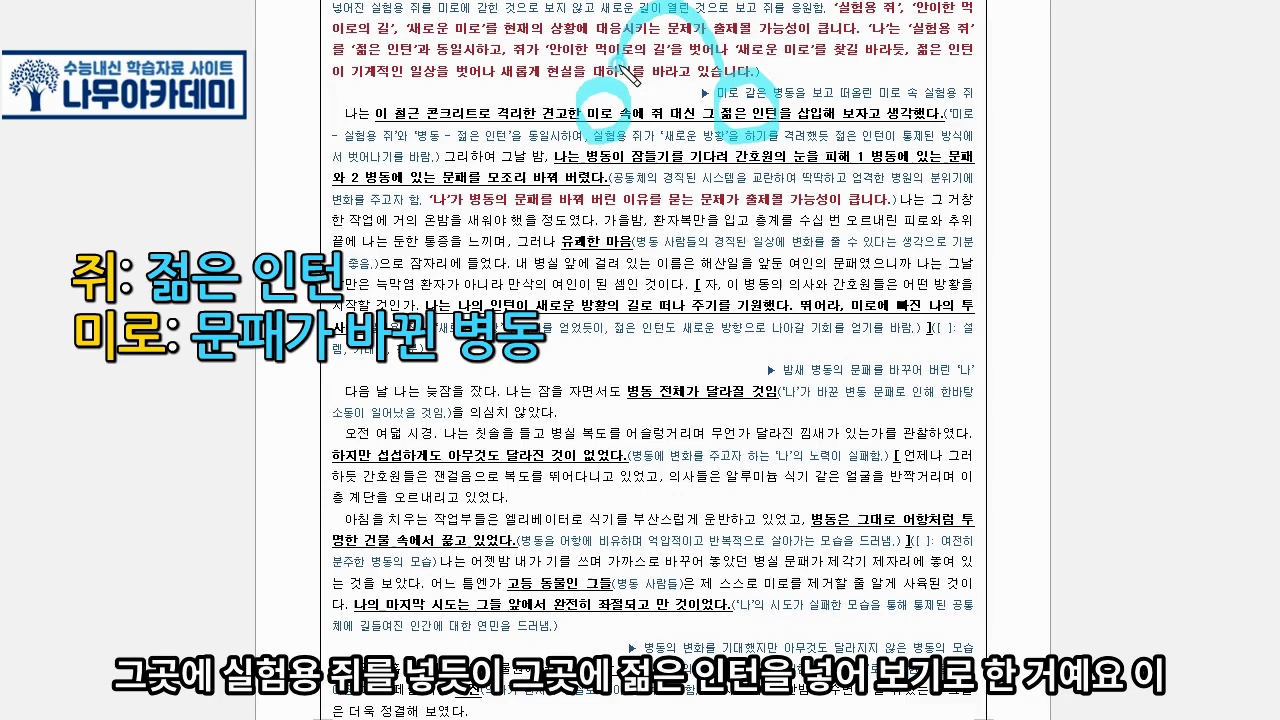 넣어진 실험용 쥐를 미로에 갇힌 것으로 보지 않고 새로운 길이 열린 것으로 보고 쥐를 응원함, '실험용 쥐', '안이한 먹
이로의 길', '새로운 미로'를 현재의 상황에 대응시키는 문제가 출제될 가능성이 큽니다. '나'는 '실험용 쥐'
를 '젊은 인턴'과 동일시하고, 쥐가 '안이한 먹이로의 길'을 벗어나 '새로운 미로'를 찾길 바라듯, 젊은 인턴
이 기계적인 일상을 벗어나 새롭게 현실을 대하기를 바라고 있습니다.)
수능내신 학습자료 사이트
나무아카데미
▶ 미로 같은 병동을 보고 떠올린 미로 속 실험용 쥐
나는 이 철근 콘크리트로 격리한 견고한 미로 속에 쥐 대신 그 젊은 인턴을 삽입해 보자고 생각했다.('미로
- 실험용 쥐'와 '병동 - 젊은 인턴'을 동일시하여, 실험용 쥐가 '새로운 방황'을 하기를 격려했듯 젊은 인턴이 통제된 방식에
서 벗어나기를 바람,) 그리하여 그날 밤, 나는 병동이 잠들기를 기다려 간호원의 눈을 피해 1 병동에 있는 문패
와 2 병동에 있는 문패를 모조리 바꿔 버렸다.(공동체의 경직된 시스템을 교란하여 딱딱하고 엄격한 병원의 분위기에
변화를 주고자 함, '나'가 병동의 문패를 바꿔 버린 이유를 묻는 문제가 출제될 가능성이 큽니다.) 나는 그 거창
한 작업에 거의 온밤을 새워야 했을 정도였다. 가을밤, 환자복만을 입고 층계를 수십 번 오르내린 피로와 추위
끝에 나는 둔한 통증을 느끼며, 그러나 유쾌한 마음(병동 사람들의 경직된 일상에 변화를 줄 수 있다는 생각으로 기분
좋음,)으로 잠자리에 들었다. 내 병실 앞에 걸려 있는 이름은 해산일을 앞둔 여인의 문패였으니까 나는 그날
만은 늑막염 환자가 아니라 만삭의 여인이 된 셈인 것이다. [ 자, 이 병동의 의사와 간호원들은 어떤 방황을
시작할 것인가. 나는 나의 인턴이 새로운 방황의 길로 떠나 주기를 기원했다. 뛰어라, 미로에 빠진 나의 투
를 얻었듯이, 젊은 인턴도 새로운 방향으로 나아갈 기회를 얻기를 바람,) ]([ ]: 설
쥐: 젊은 인턴
미로: 문패가 바뀐 병동
▶ 밤새 병동의 문패를 바꾸어 버린 '나'
다음 날 나는 늦잠을 잤다. 나는 잠을 자면서도 병동 전체가 달라질 것임('나'가 바꾼 병동 문패로 인해 한바탕
소동이 일어났을 것임,)을 의심치 않았다.
오전 여덟 시경. 나는 칫솔을 들고 병실 복도를 어슬렁거리며 무언가 달라진 낌새가 있는가를 관찰하였다.
하지만 섭섭하게도 아무것도 달라진 것이 없었다.(병동에 변화를 주고자 하는 '나'의 노력이 실패함,) [ 언제나 그러
하듯 간호원들은 잰걸음으로 복도를 뛰어다니고 있었고, 의사들은 알루미늄 식기 같은 얼굴을 반짝거리며 이
층 계단을 오르내리고 있었다.
아침을 치우는 작업부들은 엘리베이터로 식기를 부산스럽게 운반하고 있었고, 병동은 그대로 어항처럼 투
명한 건물 속에서 꿇고 있었다.(병동을 어항에 비유하며 억압적이고 반복적으로 살아가는 모습을 드러냄,) ]([ ]: 여전히
분주한 병동의 모습) 나는 어젯밤 내가 기를 쓰며 가까스로 바꾸어 놓았던 병실 문패가 제각기 제자리에 놓여 있
는 것을 보았다. 어느 틈엔가 고등 동물인 그들(병동 사람들)은 제 스스로 미로를 제거할 줄 알게 사육된 것이
다. 나의 마지막 시도는 그들 앞에서 완전히 좌절되고 만 것이었다.('나'의 시도가 실패한 모습을 통해 통제된 공동
체에 길들여진 인간에 대한 연민을 드러냄,)
▶ 병동의 변화를 기대했지만 아무것도 달라지지 않은 병동의 모습
그곳에 실험용 쥐를 넣듯이 그곳에 젊은 인턴을 넣어 보기로 한 거예요 이
은 더욱 정결해 보였다.